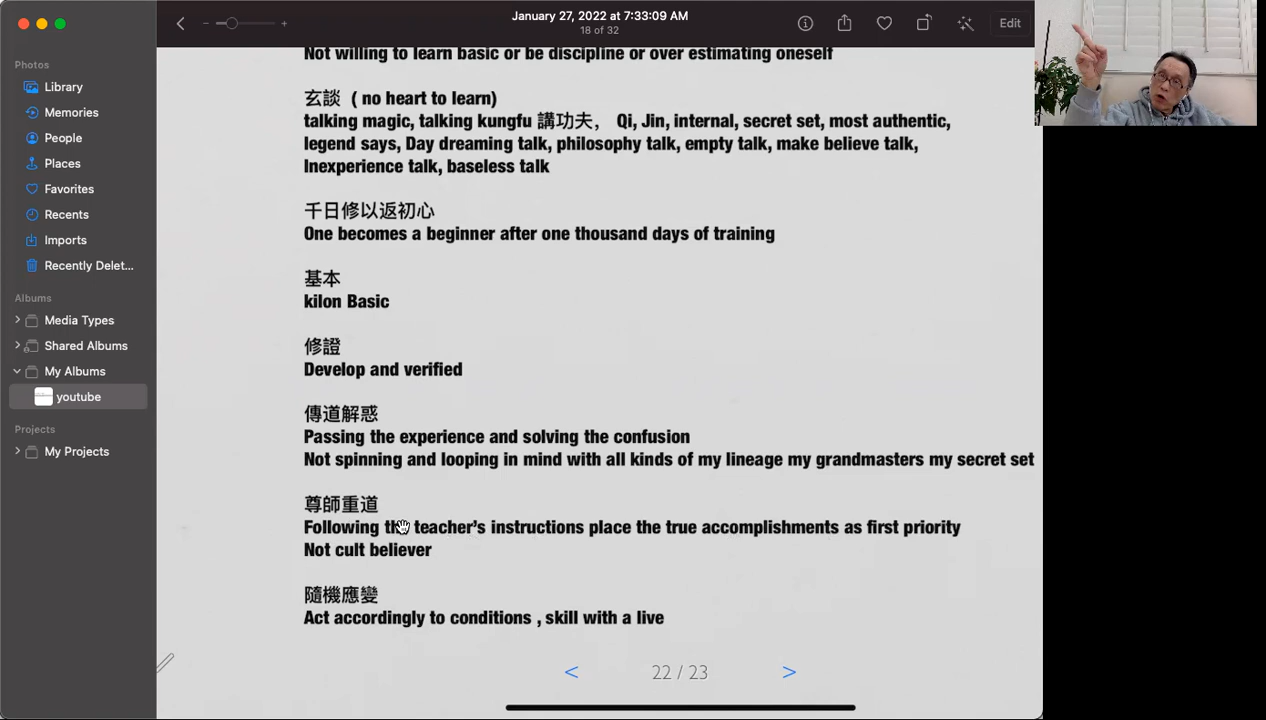 January 27, 2022 at 7:33:09 AM
18 of 32
Edit
Photos
Library
Memories
People
Places
Favorites
Recents
Imports
Recently Delet...
Albums
Media Types
Shared Albums
My Albums
youtube
Projects
My Projects
Not willing to learn basic or be discipline or over estimating oneself
玄談 ( no heart to learn)
talking magic, talking kungfu 講功夫, Qi, Jin, internal, secret set, most authentic,
legend says, Day dreaming talk, philosophy talk, empty talk, make believe talk,
Inexperience talk, baseless talk
千日修以返初心
One becomes a beginner after one thousand days of training
基本
kilon Basic
修證
Develop and verified
傳道解惑
Passing the experience and solving the confusion
Not spinning and looping in mind with all kinds of my lineage my grandmasters my secret set
尊師重道
Following the teacher's instructions place the true accomplishments as first priority
Not cult believer
隨機應變
Act accordingly to conditions , skill with a live
< 22 / 23 >